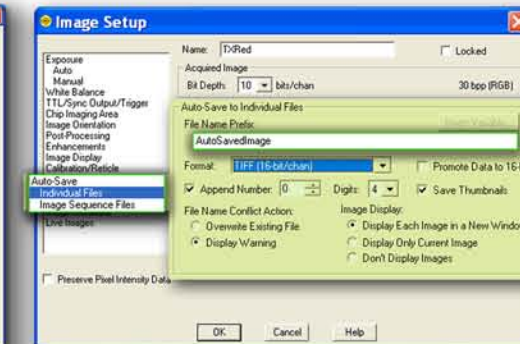 Image Setup
Name: TXRed
Locked
Acquired Image
Bit Depth: 10 bits/chan
30 bpp (RGB)
Exposure
Auto
Manual
White Balance
TTL/Sync Output/Trigger
Chip Imaging Area
Image Orientation
Post-Processing
Enhancements
Image Display
Calibration/Reticle
Auto-Save
Individual Files
Image Sequence Files
Live Images
Auto-Save to Individual Files
File Name Prefix:
AutoSavedImage
Format: TIFF (16-bit/chan)
Promote Data to 16-
Append Number: 0 Digits: 4
Save Thumbnails
File Name Conflict Action:
Overwrite Existing File
Display Warning
Image Display:
Display Each Image in a New Window
Display Only Current Image
Don't Display Images
Preserve Pixel Intensity Data
OK Cancel Help